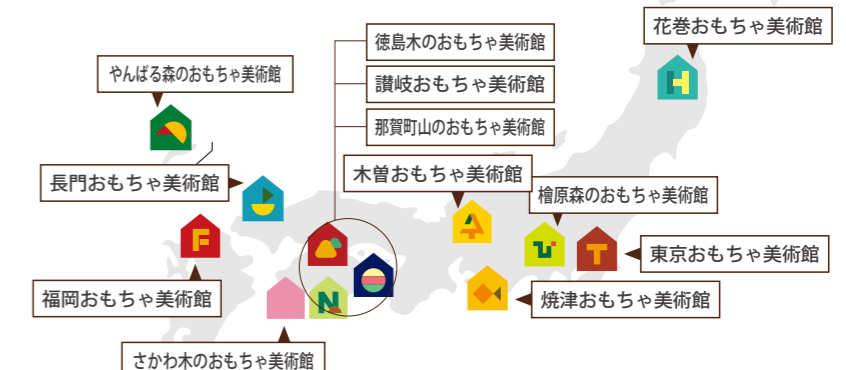 花巻おもちゃ美術館
徳島木のおもちゃ美術館
やんばる森のおもちゃ美術館
讃岐おもちゃ美術館
H
那賀町山のおもちゃ美術館
長門おもちゃ美術館
木曽おもちゃ美術館
檜原森のおもちゃ美術館
F
T
東京おもちゃ美術館
福岡おもちゃ美術館
N
焼津おもちゃ美術館
さかわ木のおもちゃ美術館